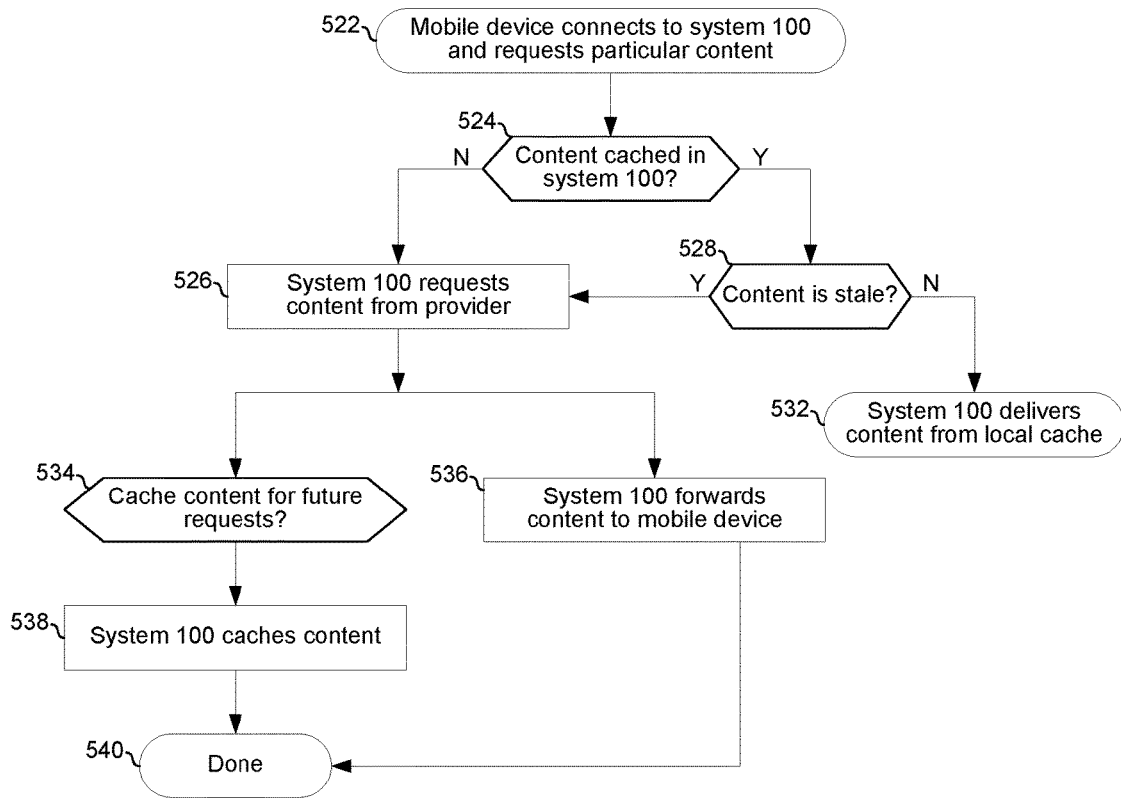 522
Mobile device connects to system 100
and requests particular content
524
N
Content cached in
system 100?
Y
528
526
System 100 requests
content from provider
Y
Content is stale?
N
532
System 100 delivers
content from local cache
534
Cache content for future
requests?
536
System 100 forwards
content to mobile device
538
System 100 caches content
540
Done